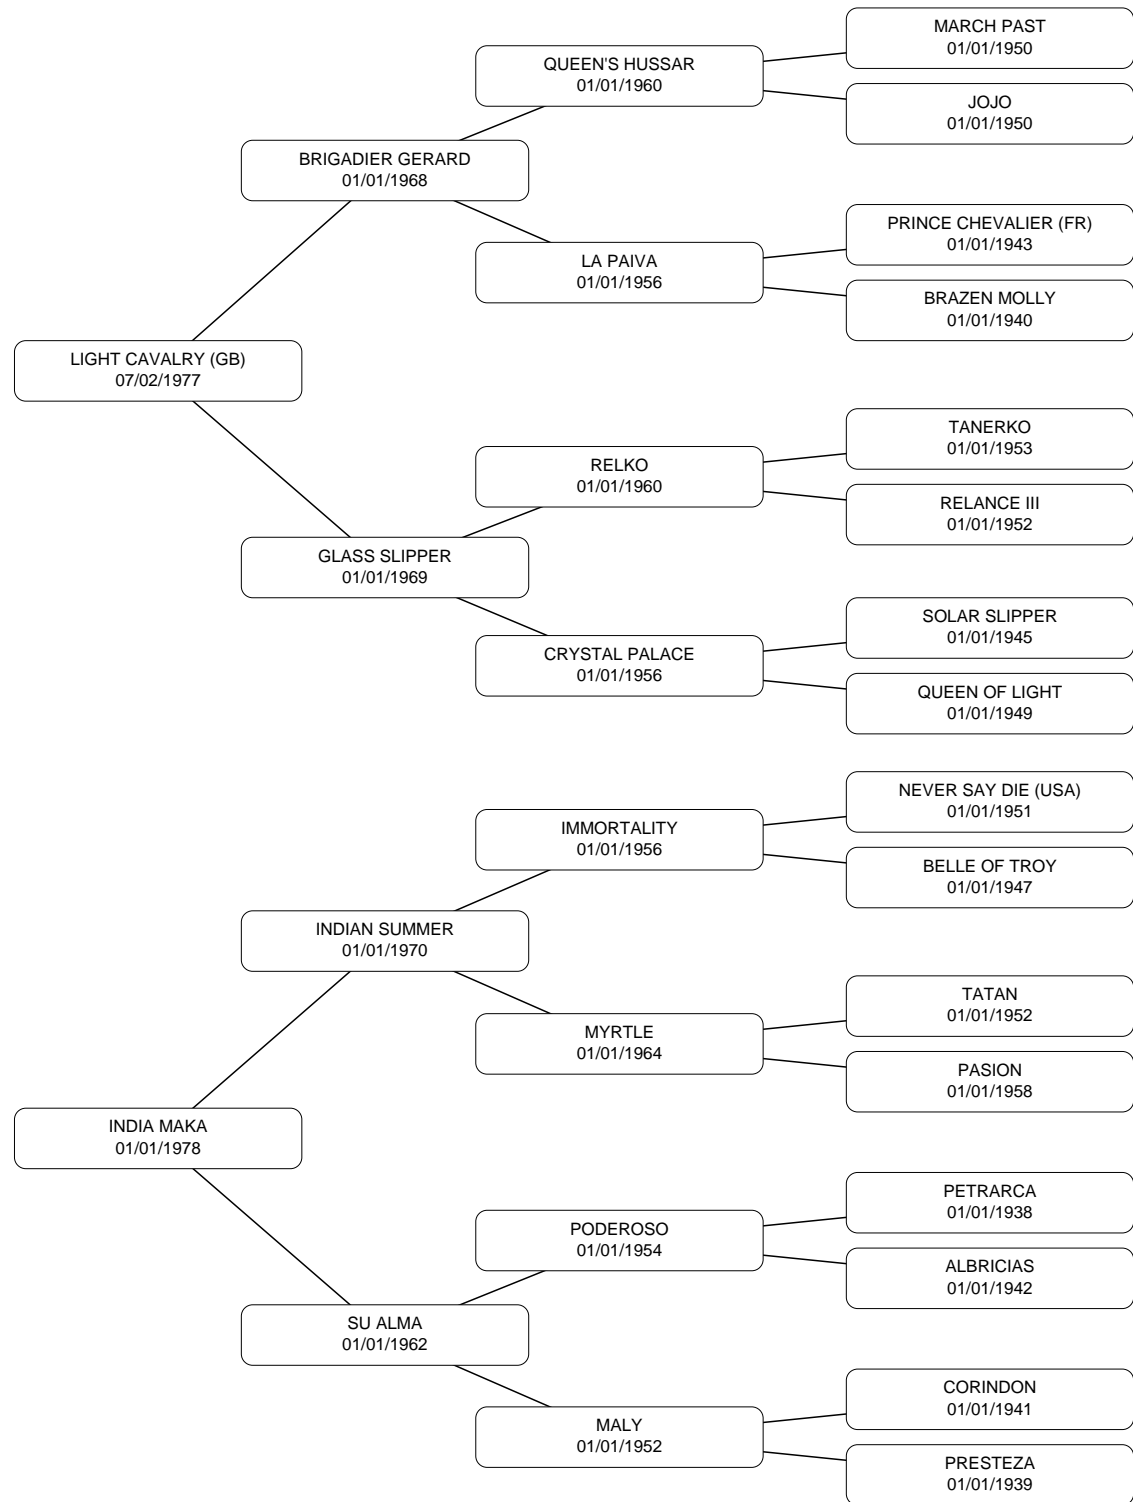 MARCH PAST
01/01/1950
QUEEN'S HUSSAR
01/01/1960
JOJO
01/01/1950
BRIGADIER GERARD
01/01/1968
PRINCE CHEVALIER (FR)
01/01/1943
LA PAIVA
01/01/1956
BRAZEN MOLLY
01/01/1940
LIGHT CAVALRY (GB)
07/02/1977
TANERKO
01/01/1953
RELKO
01/01/1960
RELANCE III
01/01/1952
GLASS SLIPPER
01/01/1969
SOLAR SLIPPER
01/01/1945
CRYSTAL PALACE
01/01/1956
QUEEN OF LIGHT
01/01/1949
NEVER SAY DIE (USA)
01/01/1951
IMMORTALITY
01/01/1956
BELLE OF TROY
01/01/1947
INDIAN SUMMER
01/01/1970
TATAN
01/01/1952
MYRTLE
01/01/1964
PASION
01/01/1958
INDIA MAKA
01/01/1978
PETRARCA
01/01/1938
PODEROSO
01/01/1954
ALBRICIAS
01/01/1942
SU ALMA
01/01/1962
CORINDON
01/01/1941
MALY
01/01/1952
PRESTEZA
01/01/1939